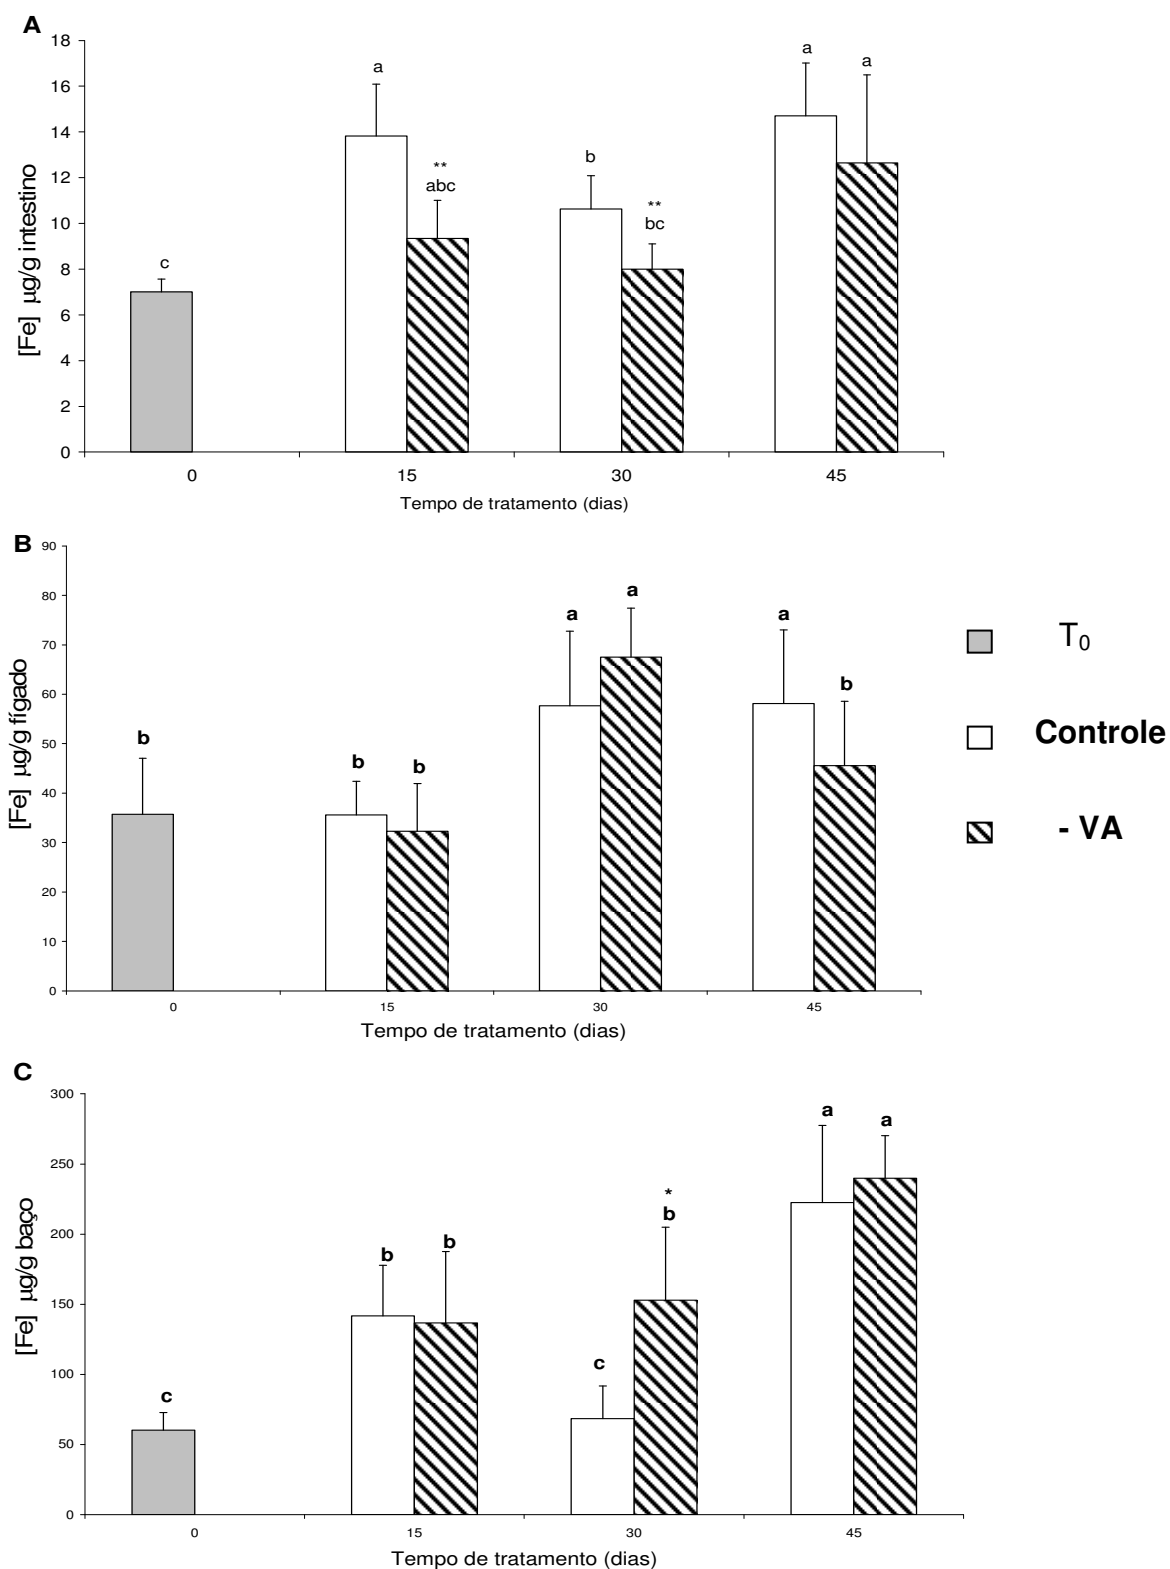 A
18
16
14
12
10
8
6
4
2
0
[Fe] µg/g intestino
c
a
**
abc
b
**
bc
a
a
0 15 30 45
Tempo de tratamento (dias)
B
90
80
70
60
50
40
30
20
10
0
[Fe] µg/g fígado
b
b
b
a
a
a
b
0 15 30 45
Tempo de tratamento (dias)
T0
Controle
- VA
C
300
250
200
150
100
50
0
[Fe] µg/g baço
c
b
b
c
*
b
a
a
0 15 30 45
Tempo de tratamento (dias)